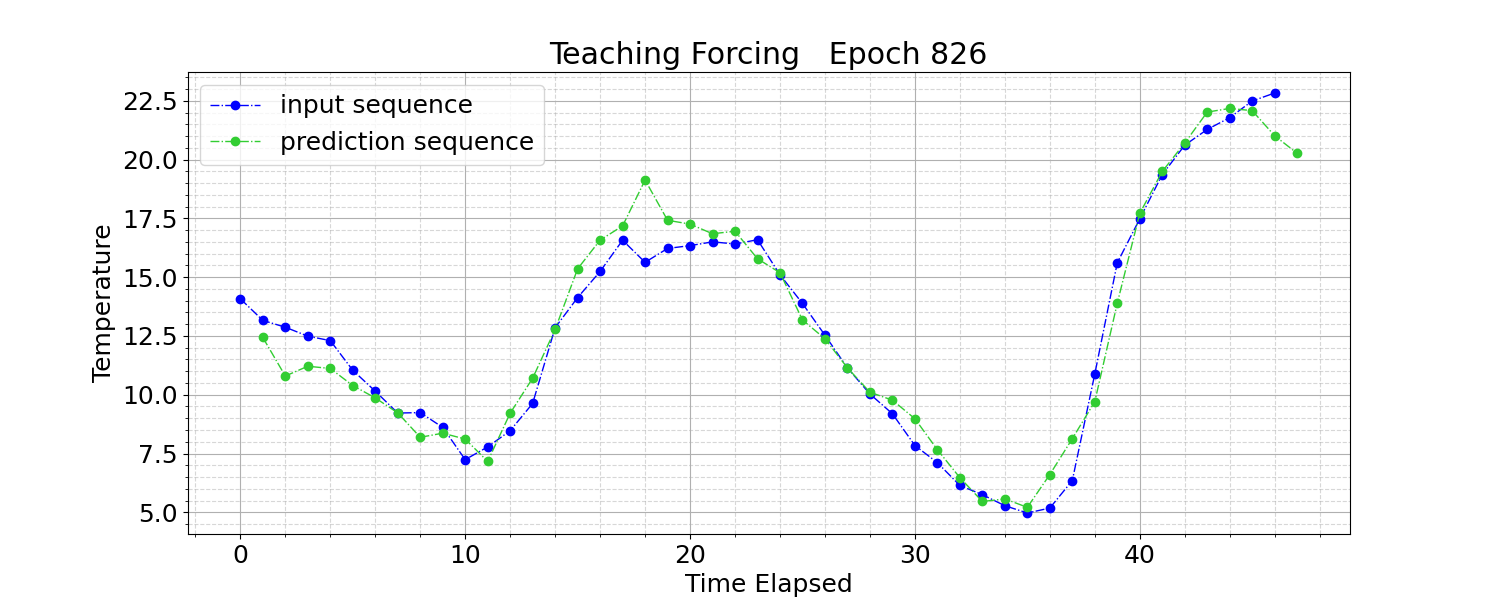 Teaching Forcing   Epoch 826
input sequence
prediction sequence
22.5
20.0
17.5
15.0
12.5
10.0
7.5
5.0
Temperature
0 10 20 30 40
Time Elapsed